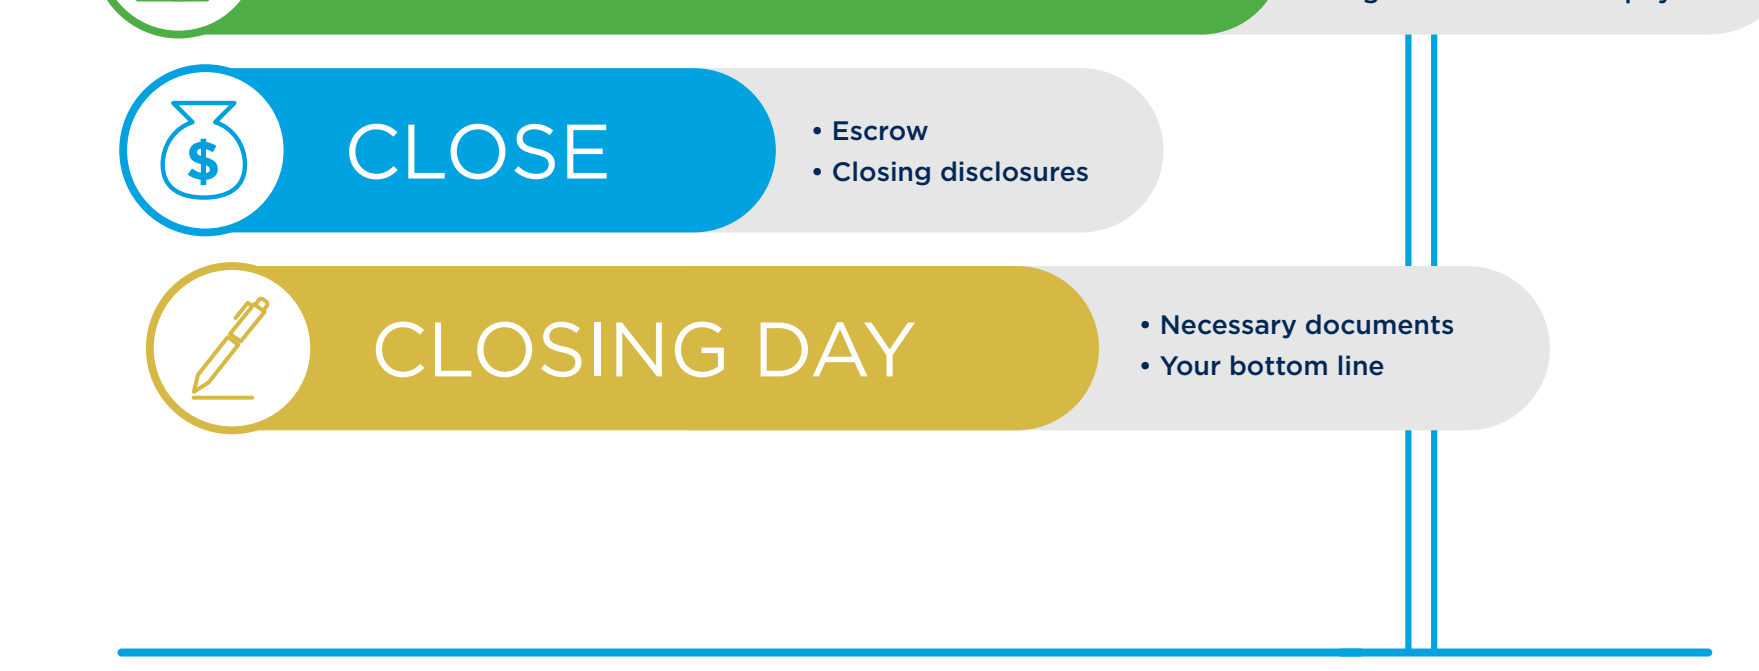 CLOSE
• Escrow
• Closing disclosures
$
CLOSING DAY
• Necessary documents
• Your bottom line